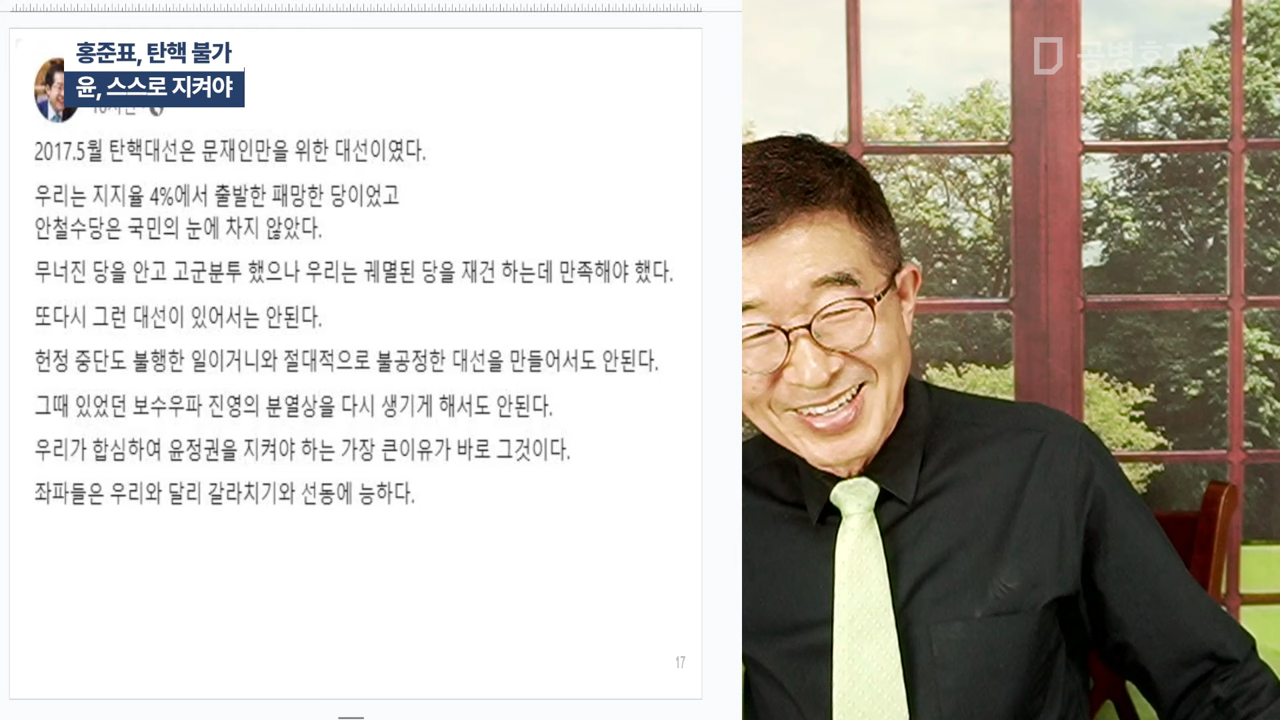 홍준표, 탄핵 불가
윤, 스스로 지켜야
2017.5월 탄핵대선은 문재인만을 위한 대선이였다.
우리는 지지율 4%에서 출발한 패망한 당이었고
안철수당은 국민의 눈에 차지 않았다.
무너진 당을 안고 고군분투 했으나 우리는 궤멸된 당을 재건 하는데 만족해야 했다.
또다시 그런 대선이 있어서는 안된다.
헌정 중단도 불행한 일이거니와 절대적으로 불공정한 대선을 만들어서도 안된다.
그때 있었던 보수우파 진영의 분열상을 다시 생기게 해서도 안된다.
우리가 합심하여 윤정권을 지켜야 하는 가장 큰이유가 바로 그것이다.
좌파들은 우리와 달리 갈라치기와 선동에 능하다.
17